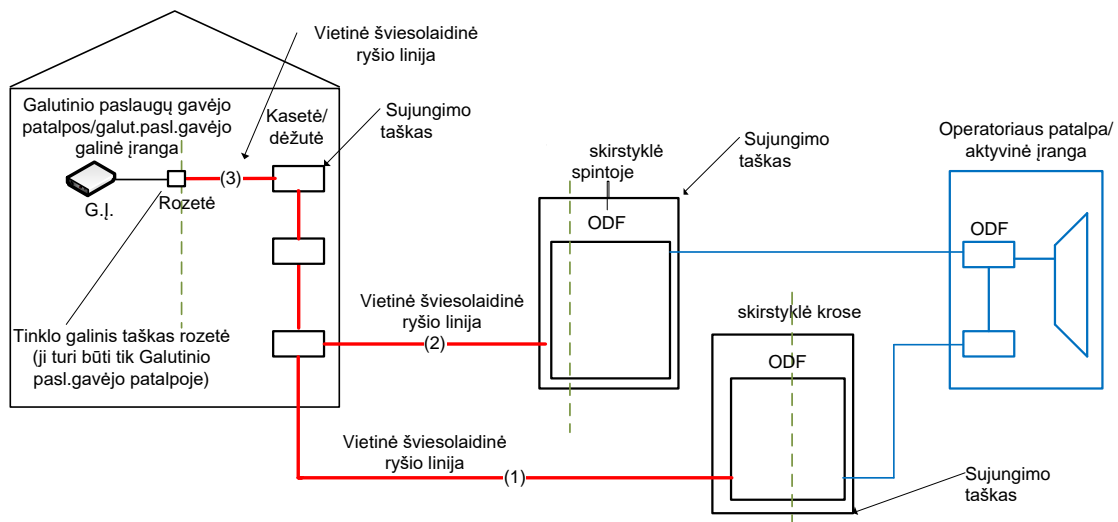 Vietinė šviesolaidinė
ryšio linija
Galutinio paslaugų gavėjo
patalpos/galut.pasl.gavėjo
galinė įranga
Kasetė/
dėžutė
Sujungimo
taškas
(3)
G.Į.
Rozetė
Tinklo galinis taškas rozetė
(ji turi būti tik Galutinio
pasl.gavėjo patalpoje)
skirstyklė
spintoje
Sujungimo
taškas
ODF
Operatoriaus patalpa/
aktyvinė įranga
ODF
Vietinė šviesolaidinė
ryšio linija
(2)
skirstyklė krose
ODF
Vietinė šviesolaidinė
ryšio linija
(1)
Sujungimo
taškas